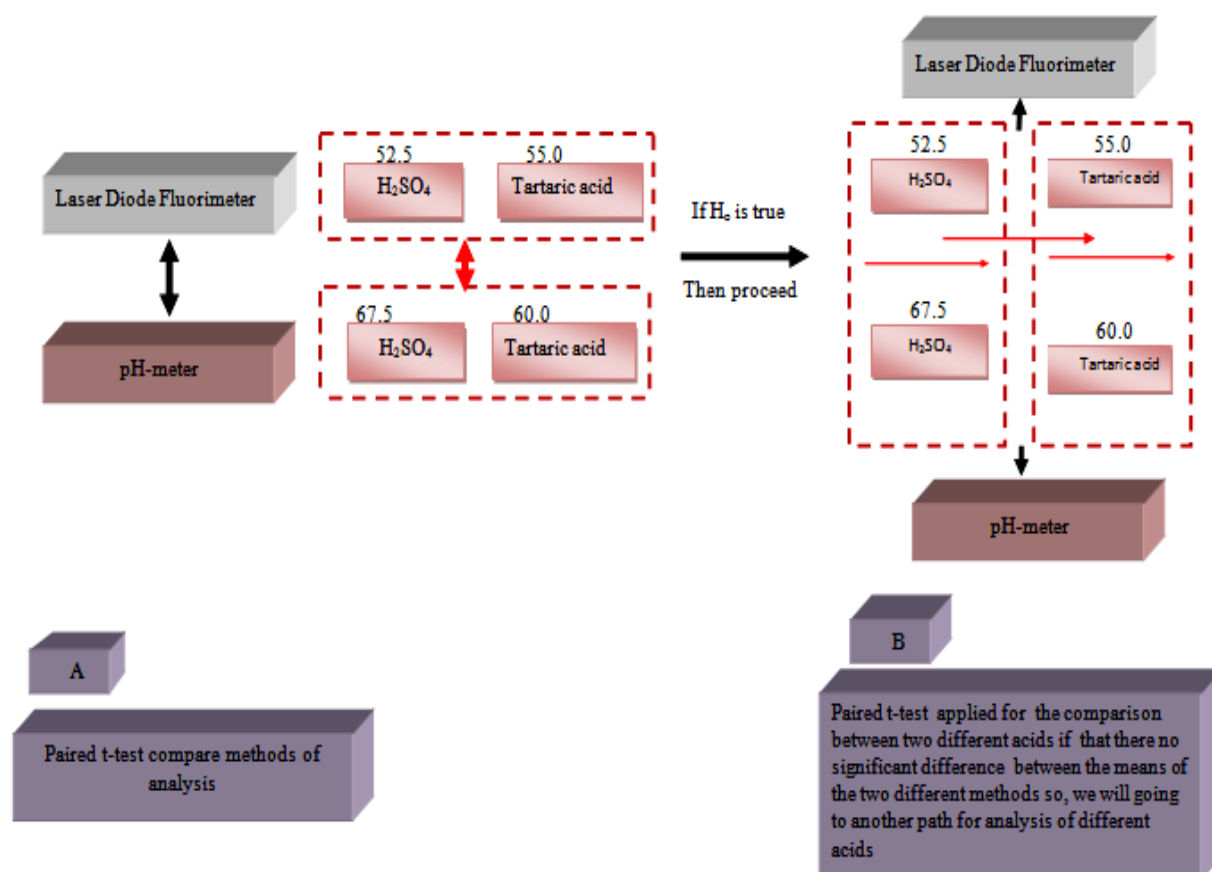 Laser Diode Fluorimeter
pH-meter
52.5
H₂SO₄
55.0
Tartaric acid
67.5
H₂SO₄
60.0
Tartaric acid
If Hₒ is true
Then proceed
Laser Diode Fluorimeter
52.5
H₂SO₄
55.0
Tartaric acid
67.5
H₂SO₄
60.0
Tartaric acid
pH-meter
A
Paired t-test compare methods of
analysis
B
Paired t-test applied for the comparison
between two different acids if that there no
significant difference between the means of
the two different methods so, we will going
to another path for analysis of different
acids